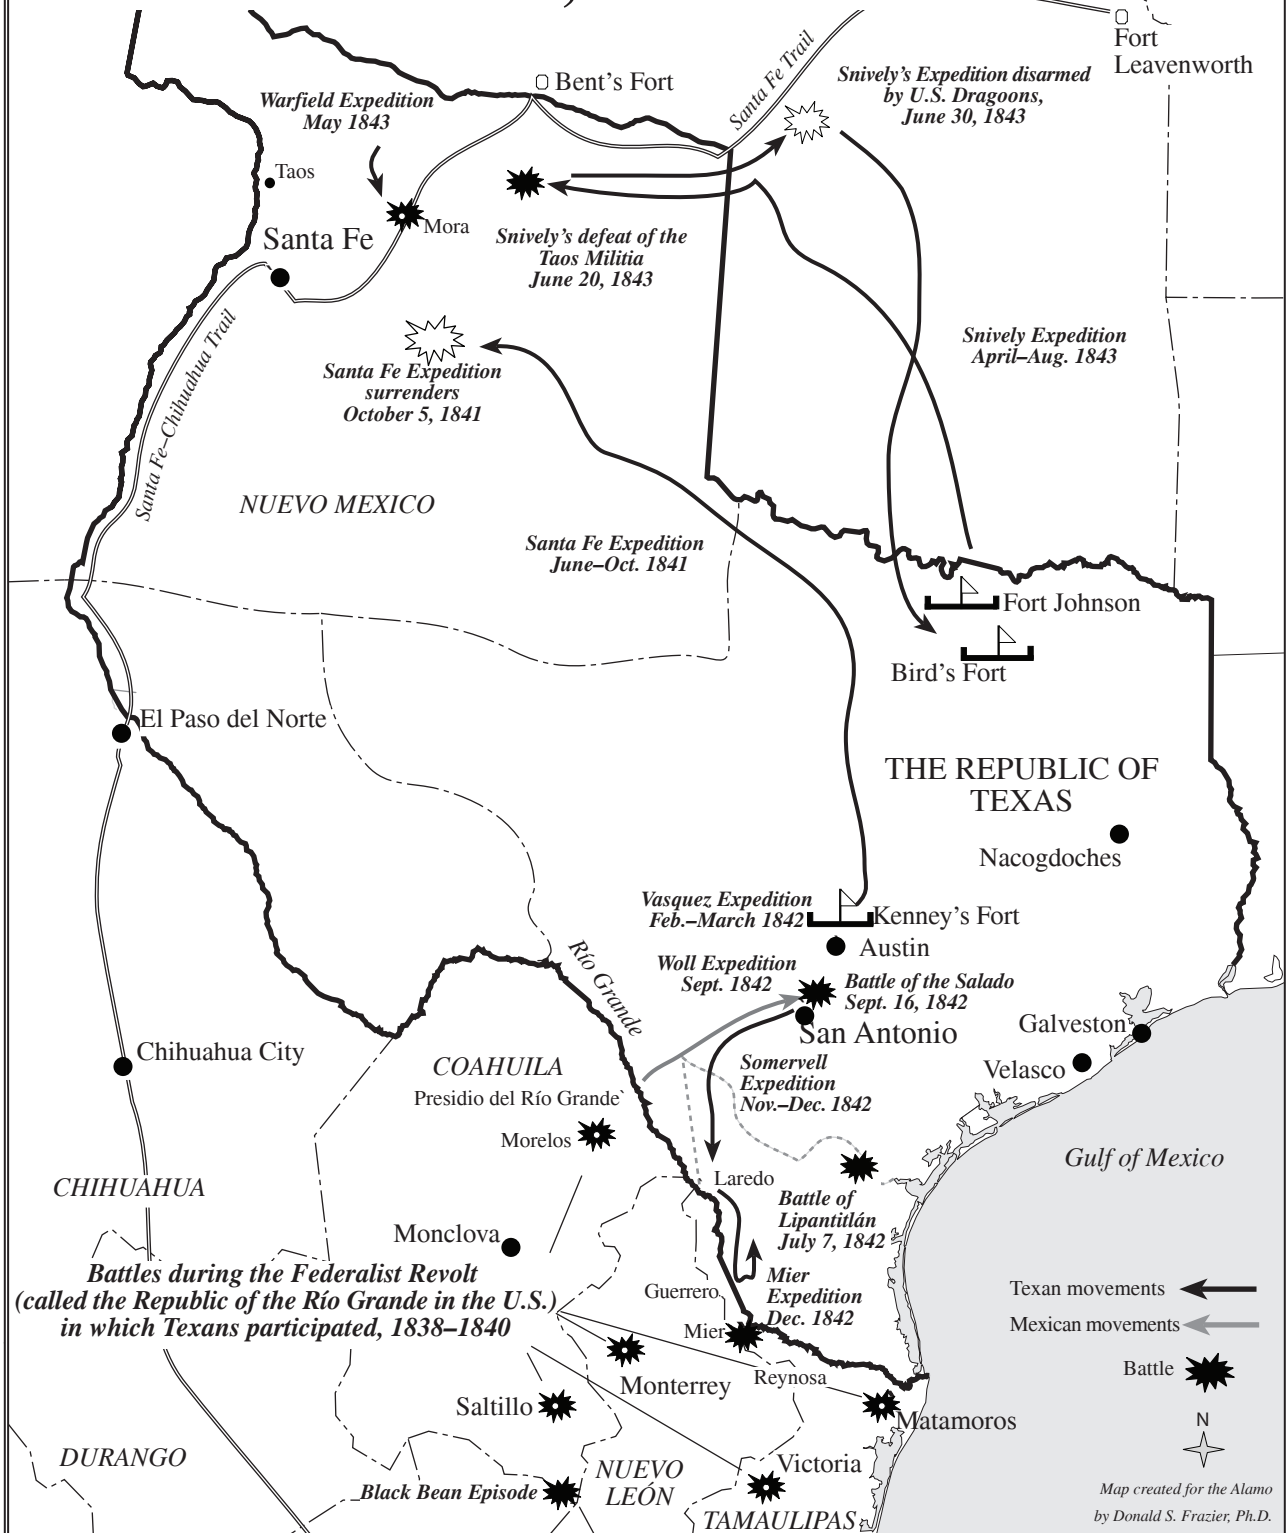 Fort
Leavenworth
Bent's Fort
Santa Fe Trail
Snively's Expedition disarmed
by U.S. Dragoons,
June 30, 1843
Warfield Expedition
May 1843
Taos
Mora
Santa Fe
Snively's defeat of the
Taos Militia
June 20, 1843
Santa Fe–Chihuahua Trail
Snively Expedition
April–Aug. 1843
Santa Fe Expedition
surrenders
October 5, 1841
NUEVO MEXICO
Santa Fe Expedition
June–Oct. 1841
Fort Johnson
Bird's Fort
El Paso del Norte
THE REPUBLIC OF
TEXAS
Nacogdoches
Vasquez Expedition
Feb.–March 1842
Kenney's Fort
Austin
Río Grande
Woll Expedition
Sept. 1842
Battle of the Salado
Sept. 16, 1842
San Antonio
Galveston
Velasco
Chihuahua City
COAHUILA
Presidio del Río Grande`
Morelos
Somervell
Expedition
Nov.–Dec. 1842
Gulf of Mexico
CHIHUAHUA
Laredo
Battle of
Lipantitlán
July 7, 1842
Monclova
Battles during the Federalist Revolt
(called the Republic of the Río Grande in the U.S.)
in which Texans participated, 1838–1840
Guerrero
Mier
Expedition
Dec. 1842
Mier
Texan movements
Mexican movements
Battle
Reynosa
Monterrey
Saltillo
Matamoros
N
DURANGO
Black Bean Episode
NUEVO
LEÓN
Victoria
TAMAULIPAS
Map created for the Alamo
by Donald S. Frazier, Ph.D.